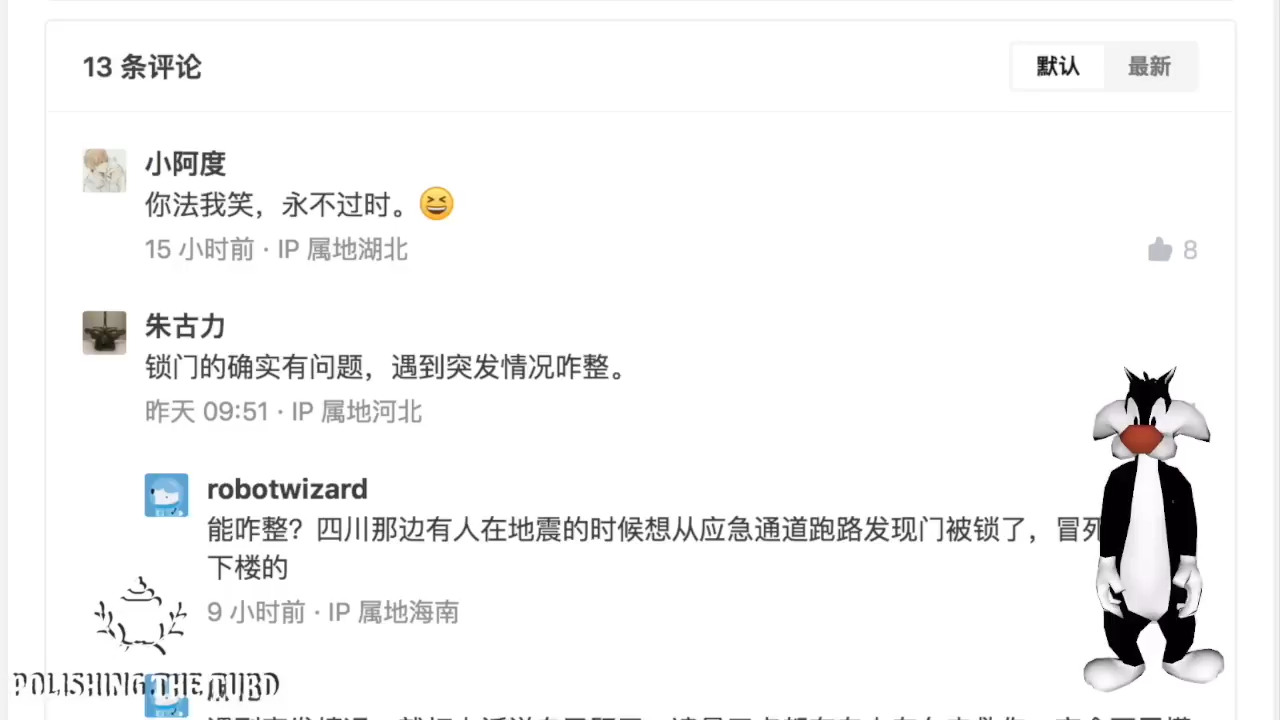 13 条评论
默认
最新
小阿度
你法我笑，永不过时。😆
15 小时前 · IP 属地湖北
8
朱古力
锁门的确实有问题，遇到突发情况咋整。
昨天 09:51 · IP 属地河北
robotwizard
能咋整？四川那边有人在地震的时候想从应急通道跑路发现门被锁了，冒死
下楼的
9 小时前 · IP 属地海南
POLISHING THE TURD